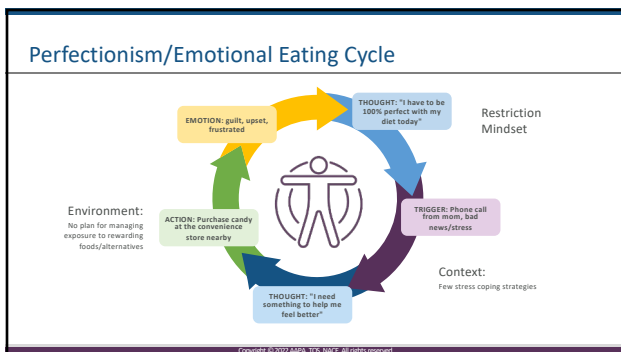 Perfectionism/Emotional Eating Cycle
THOUGHT: "I have to be
100% perfect with my
diet today"
Restriction
Mindset
EMOTION: guilt, upset,
frustrated
TRIGGER: Phone call
from mom, bad
news/stress
Environment:
No plan for managing
exposure to rewarding
foods/alternatives
ACTION: Purchase candy
at the convenience
store nearby
Context:
Few stress coping strategies
THOUGHT: "I need
something to help me
feel better"
Copyright © 2022 AAPA, TOS, NACE. All rights reserved.